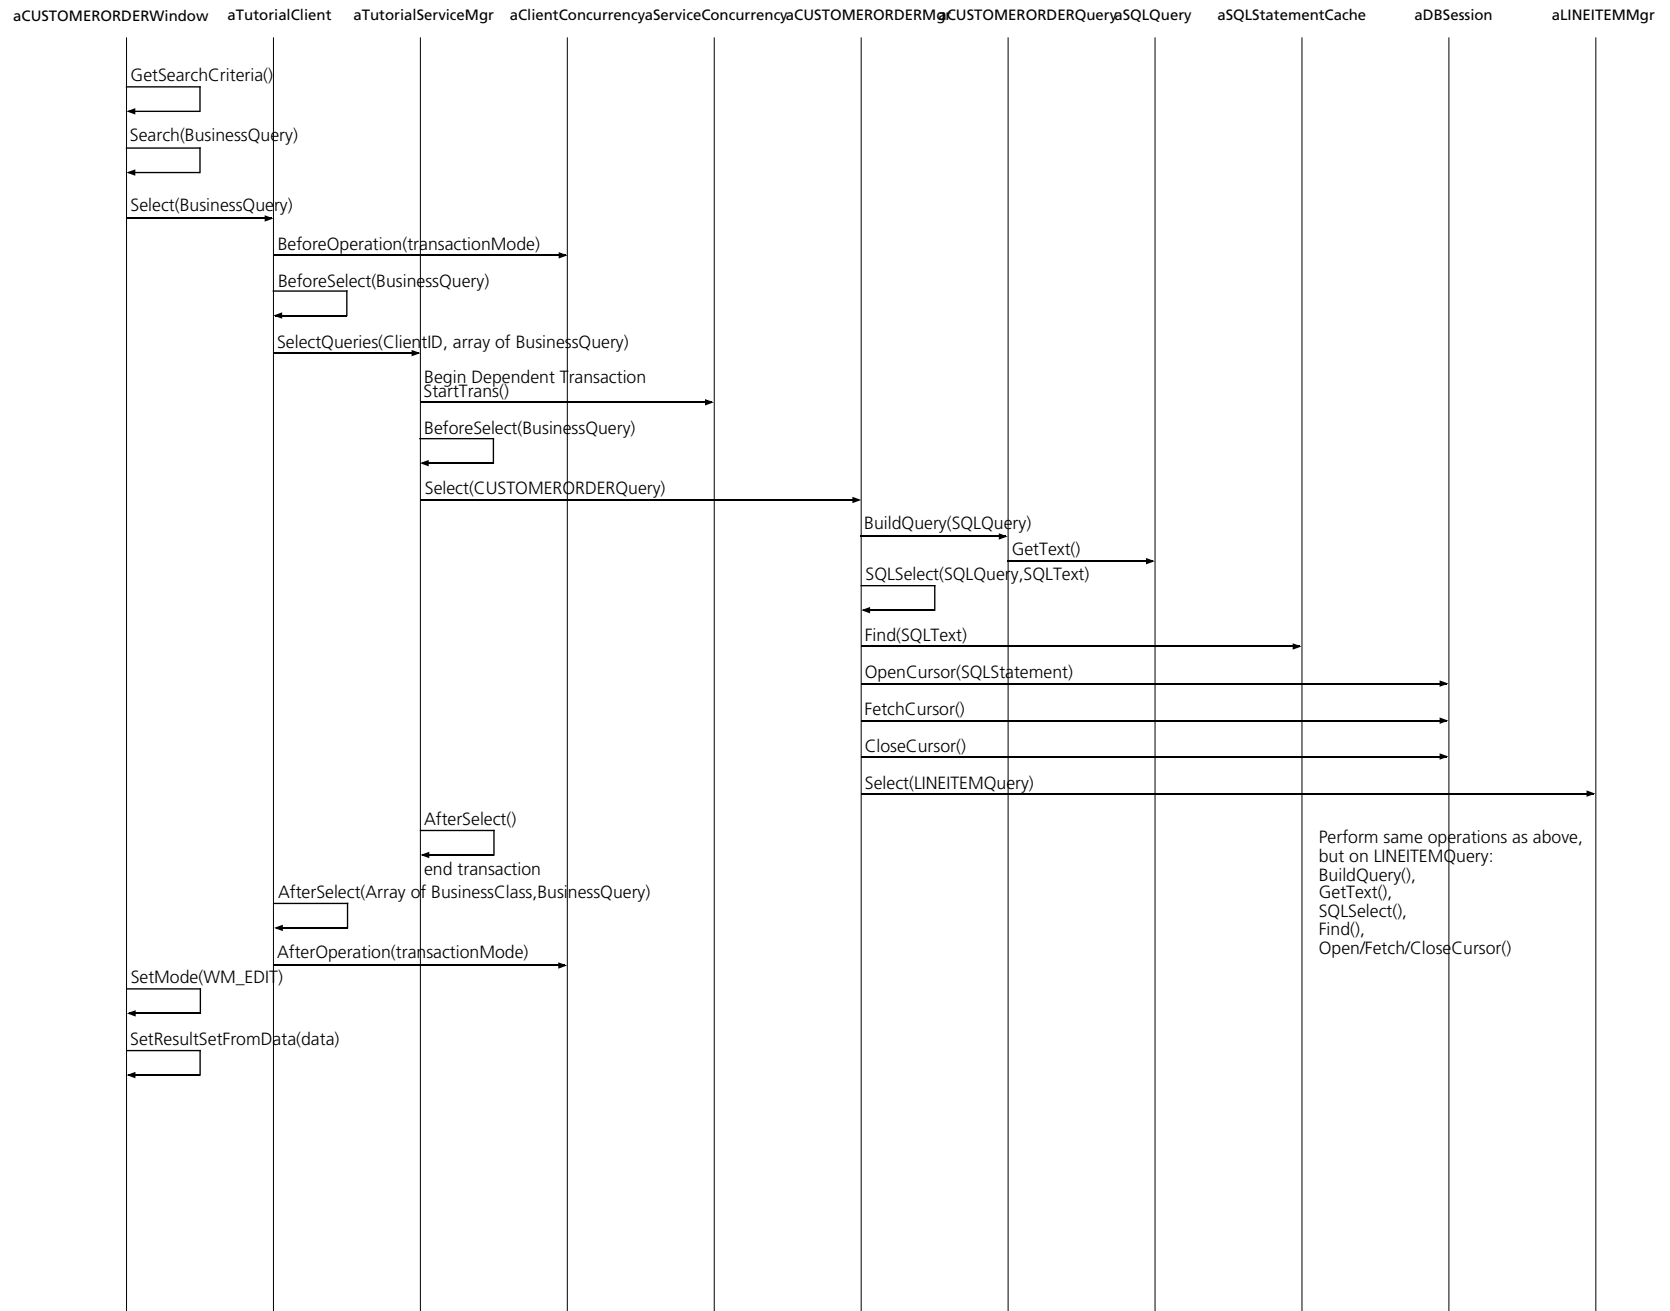 aCUSTOMERORDERWindow aTutorialClient aTutorialServiceMgr aClientConcurrency aServiceConcurrency aCUSTOMERORDERMgr aCUSTOMERORDERQuery aSQLQuery aSQLStatementCache aDBSession aLINEITEMMgr
GetSearchCriteria()
Search(BusinessQuery)
Select(BusinessQuery)
BeforeOperation(transactionMode)
BeforeSelect(BusinessQuery)
SelectQueries(ClientID, array of BusinessQuery)
Begin Dependent Transaction
StartTrans()
BeforeSelect(BusinessQuery)
Select(CUSTOMERORDERQuery)
BuildQuery(SQLQuery)
GetText()
SQLSelect(SQLQuery,SQLText)
Find(SQLText)
OpenCursor(SQLStatement)
FetchCursor()
CloseCursor()
Select(LINEITEMQuery)
AfterSelect()
end transaction
Perform same operations as above,
but on LINEITEMQuery:
BuildQuery(),
GetText(),
SQLSelect(),
Find(),
Open/Fetch/CloseCursor()
AfterSelect(Array of BusinessClass,BusinessQuery)
AfterOperation(transactionMode)
SetMode(WM_EDIT)
SetResultSetFromData(data)